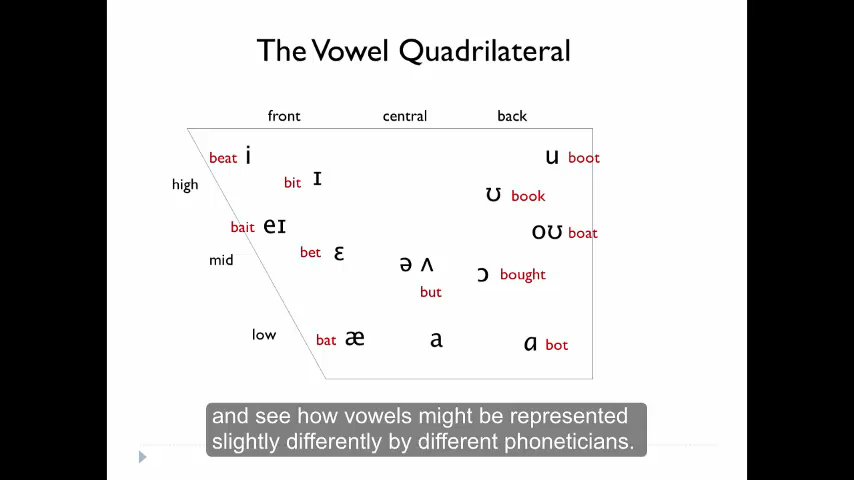 The Vowel Quadrilateral
front central back
beat i u boot
high bit ɪ ʊ book
bait eɪ oʊ boat
mid bet ɛ ə ʌ ɔ bought
but
low bat æ a ɑ bot
and see how vowels might be represented
slightly differently by different phoneticians.